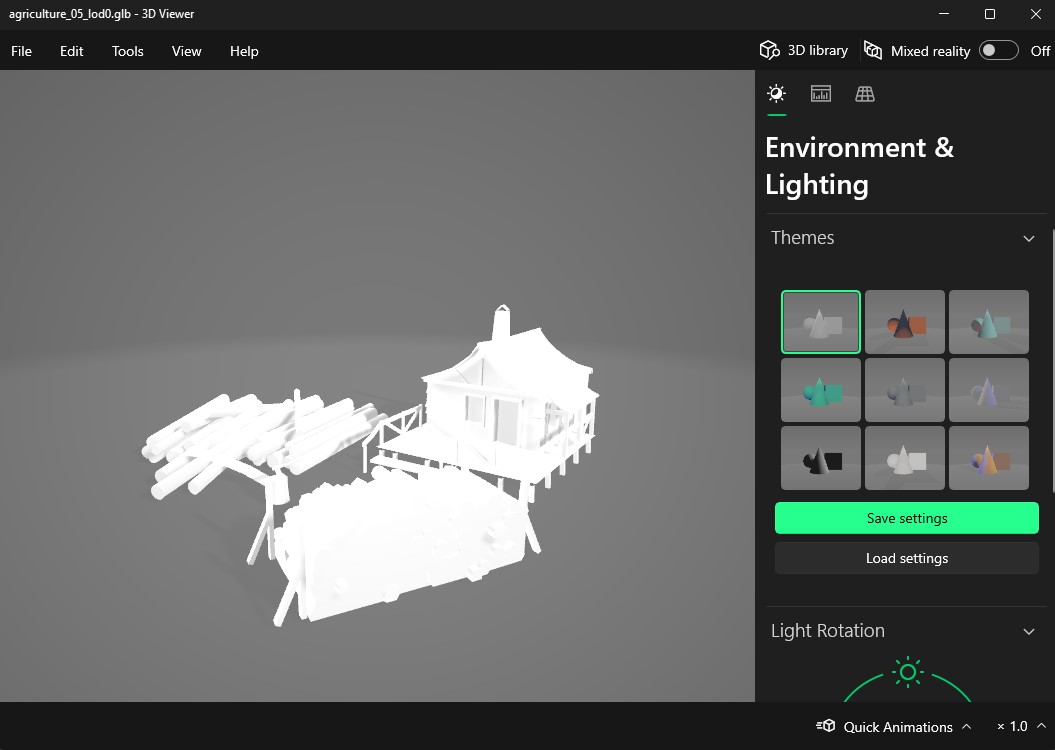 agriculture_05_lod0.glb - 3D Viewer
File Edit Tools View Help
3D library Mixed reality Off
Environment &
Lighting
Themes
Save settings
Load settings
Light Rotation
Quick Animations × 1.0